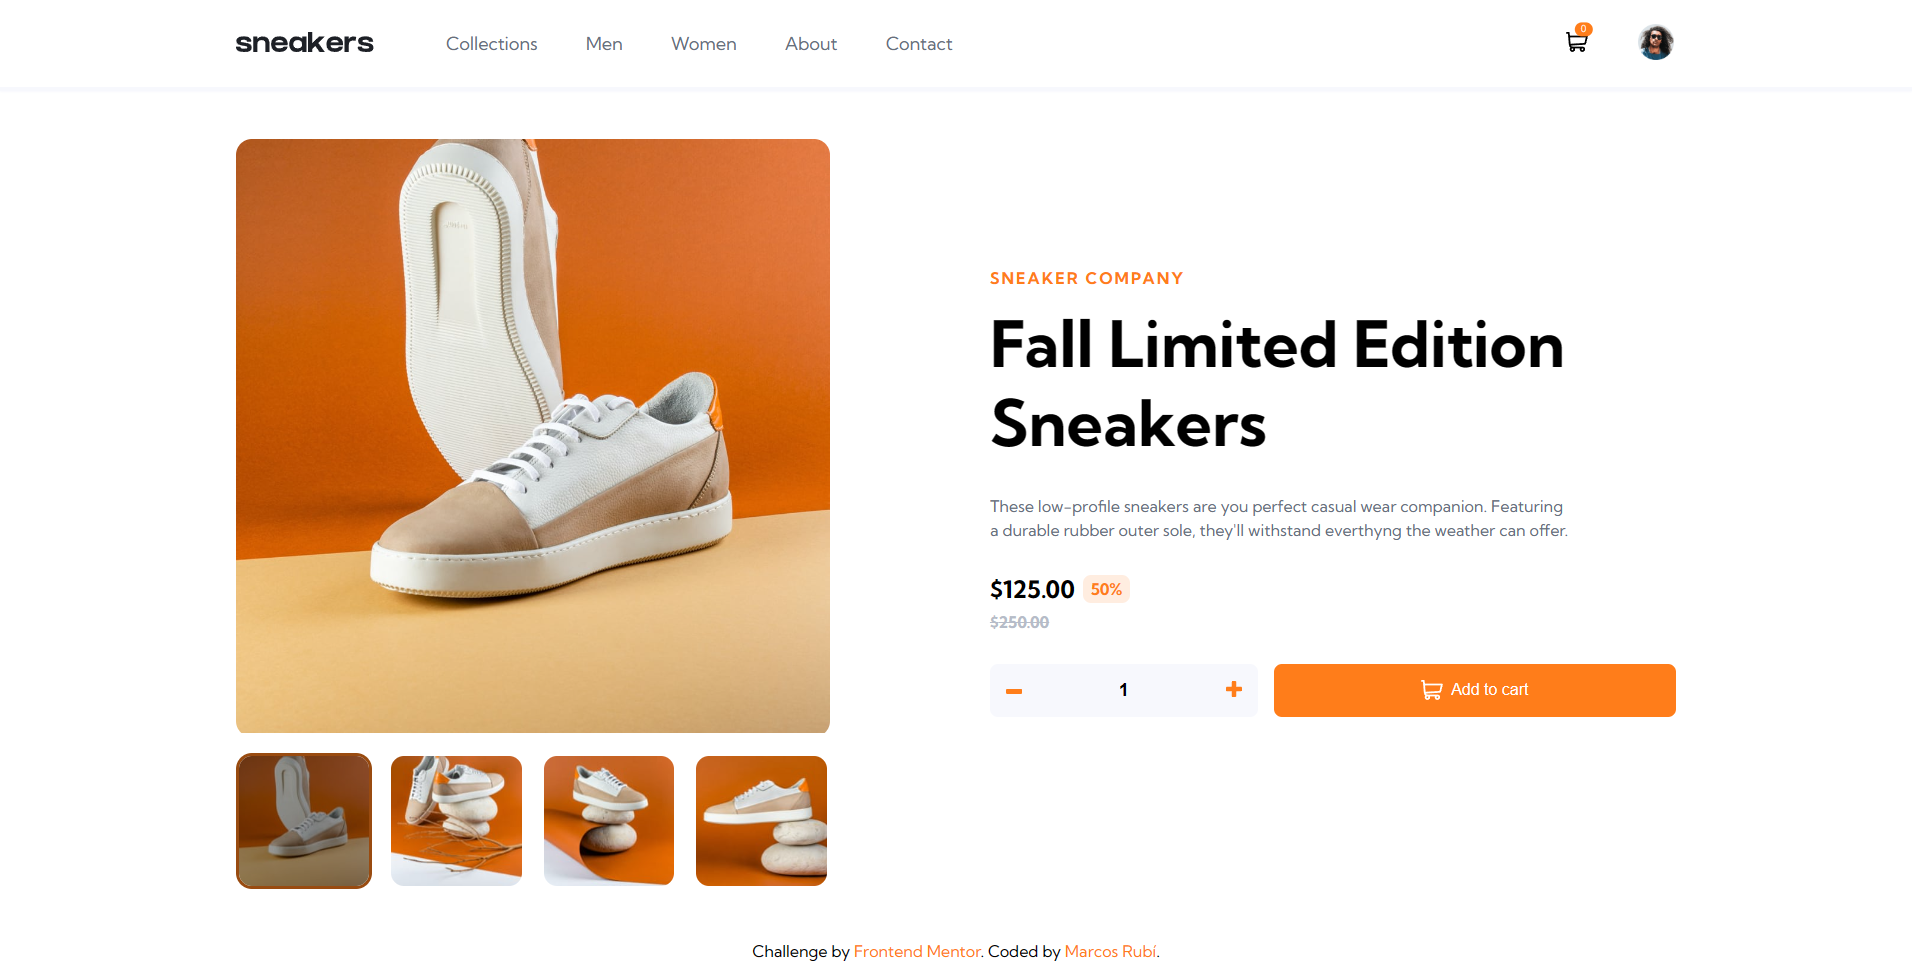 sneakers Collections Men Women About Contact 0
SNEAKER COMPANY
Fall Limited Edition
Sneakers
These low-profile sneakers are you perfect casual wear companion. Featuring
a durable rubber outer sole, they'll withstand everthyng the weather can offer.
$125.00 50%
$250.00
1 Add to cart
Challenge by Frontend Mentor. Coded by Marcos Rubí.